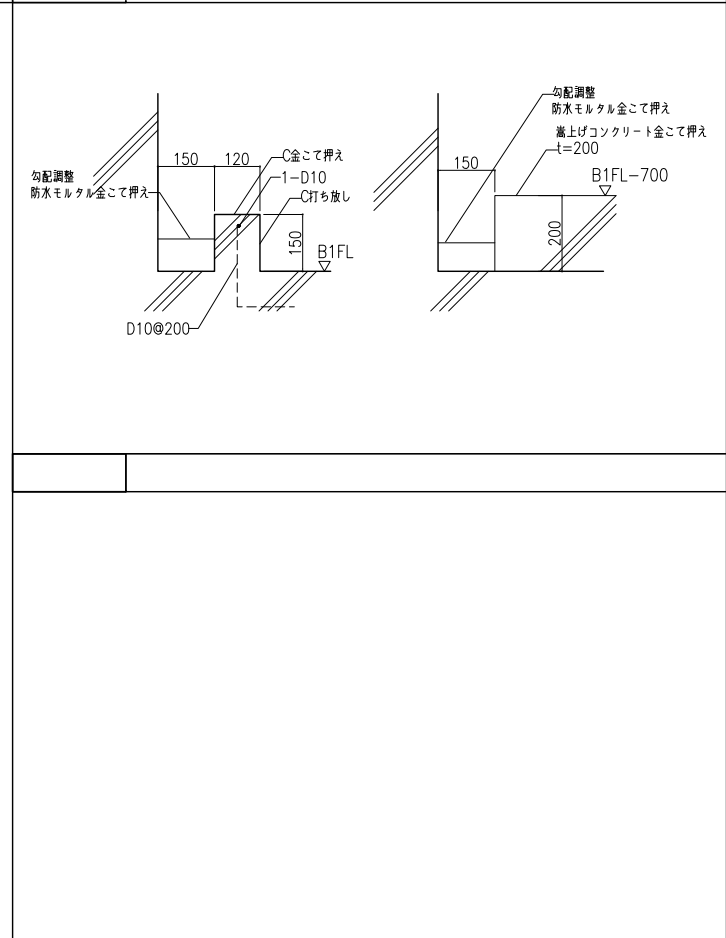 150
120
C金こて押え
1-D10
C打ち放し
勾配調整
防水モルタル金こて押え
150
B1FL
D10@200
勾配調整
防水モルタル金こて押え
嵩上げコンクリート金こて押え
t=200
150
B1FL-700
200